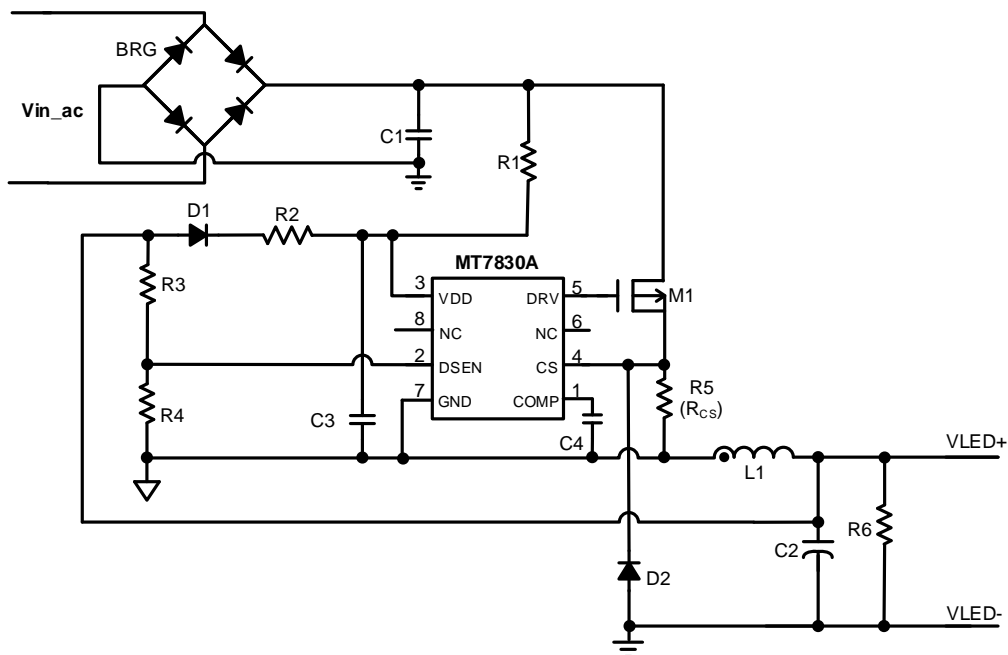 BRG
Vin_ac
C1
R1
D1
R2
MT7830A
R3
3
VDD
DRV
5
M1
8
NC
NC
6
2
DSEN
CS
4
R5
(RCS)
7
GND
COMP
1
R4
C3
C4
VLED+
L1
R6
C2
D2
VLED-